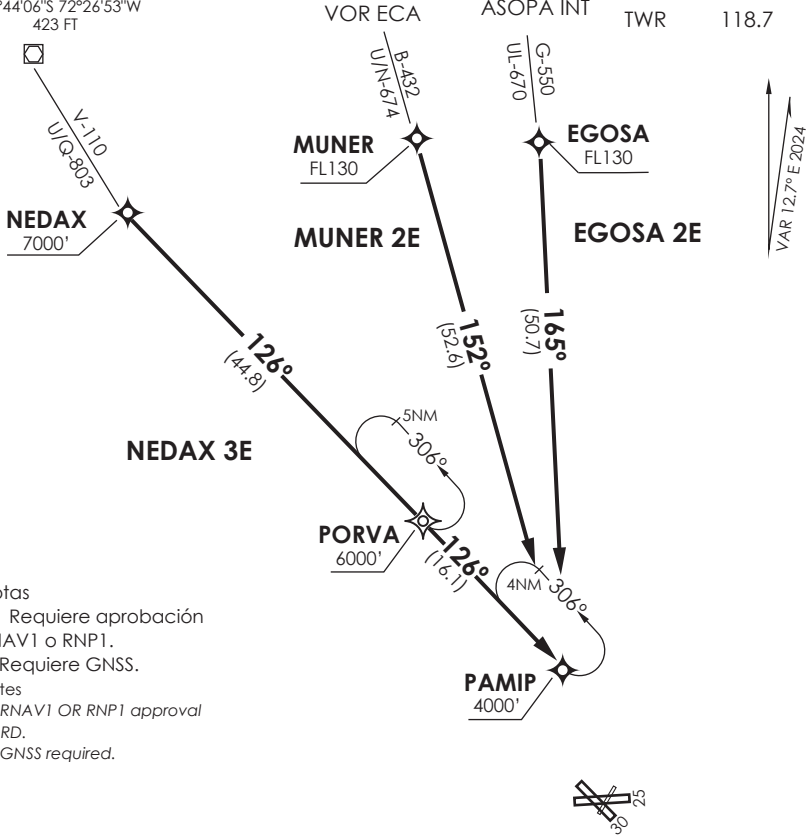 °44'06"S 72°26'53"W
423 FT
VOR ECA
ASOPA INT
TWR 118.7
V-110
U/Q-803
B-432
U/N-674
G-550
UL-670
VAR 12.7° E 2024
MUNER
FL130
EGOSA
FL130
NEDAX
7000'
MUNER 2E
EGOSA 2E
126°
(44.8)
152°
(52.6)
165°
(50.7)
NEDAX 3E
5NM
306°
PORVA
6000'
126°
(16.1)
4NM
306°
PAMIP
4000'
otas
Requiere aprobación
NAV1 o RNP1.
Requiere GNSS.
tes
RNAV1 OR RNP1 approval
RD.
GNSS required.
25
30